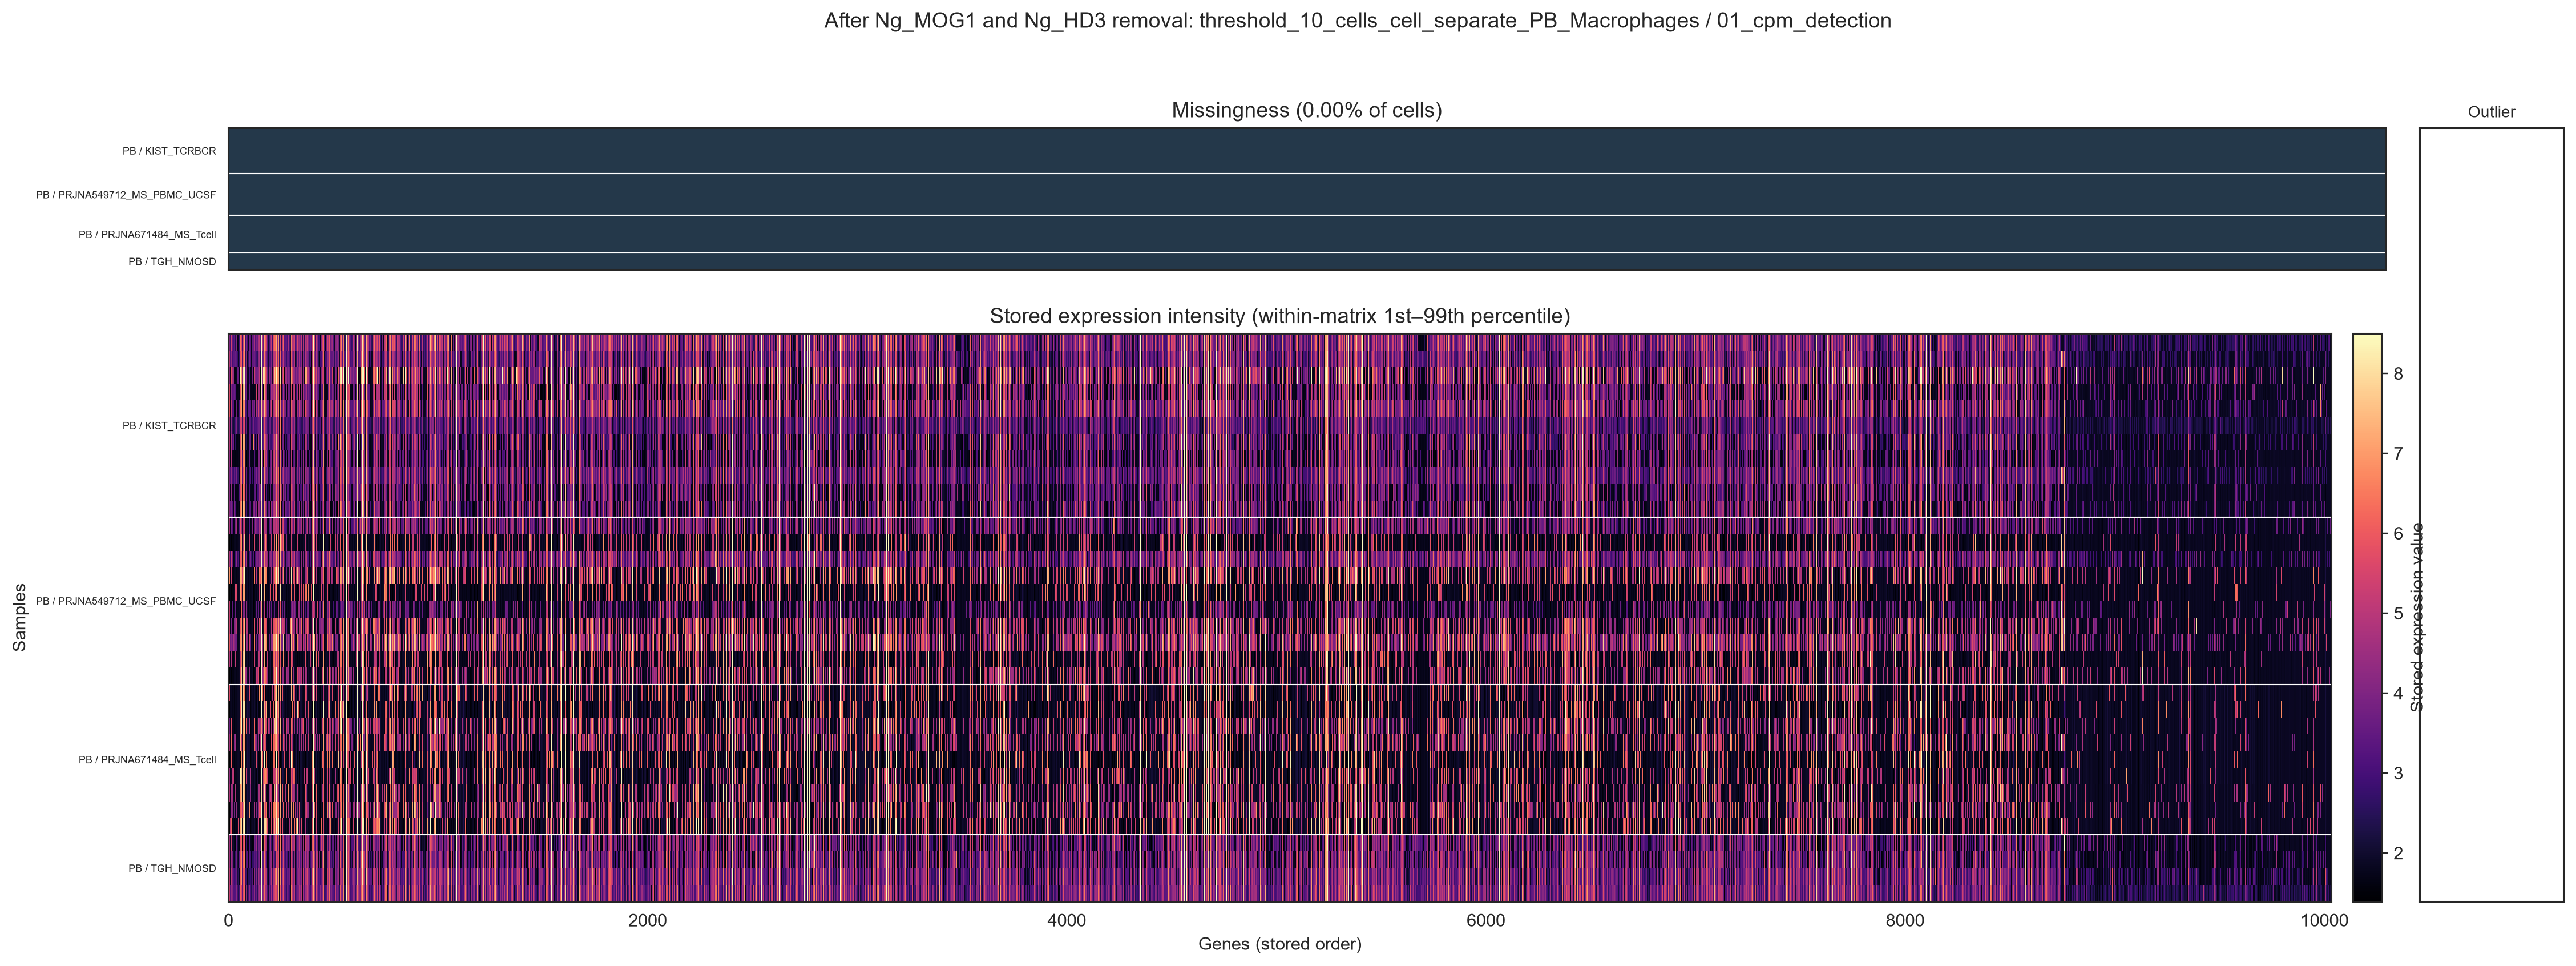 After Ng_MOG1 and Ng_HD3 removal: threshold_10_cells_cell_separate_PB_Macrophages / 01_cpm_detection
Missingness (0.00% of cells)
Outlier
PB / KIST_TCRBCR
PB / PRJNA549712_MS_PBMC_UCSF
PB / PRJNA671484_MS_Tcell
PB / TGH_NMOSD
Stored expression intensity (within-matrix 1st–99th percentile)
Samples
PB / KIST_TCRBCR
PB / PRJNA549712_MS_PBMC_UCSF
PB / PRJNA671484_MS_Tcell
PB / TGH_NMOSD
8
7
6
5
4
3
2
Stored expression value
0 2000 4000 6000 8000 10000
Genes (stored order)